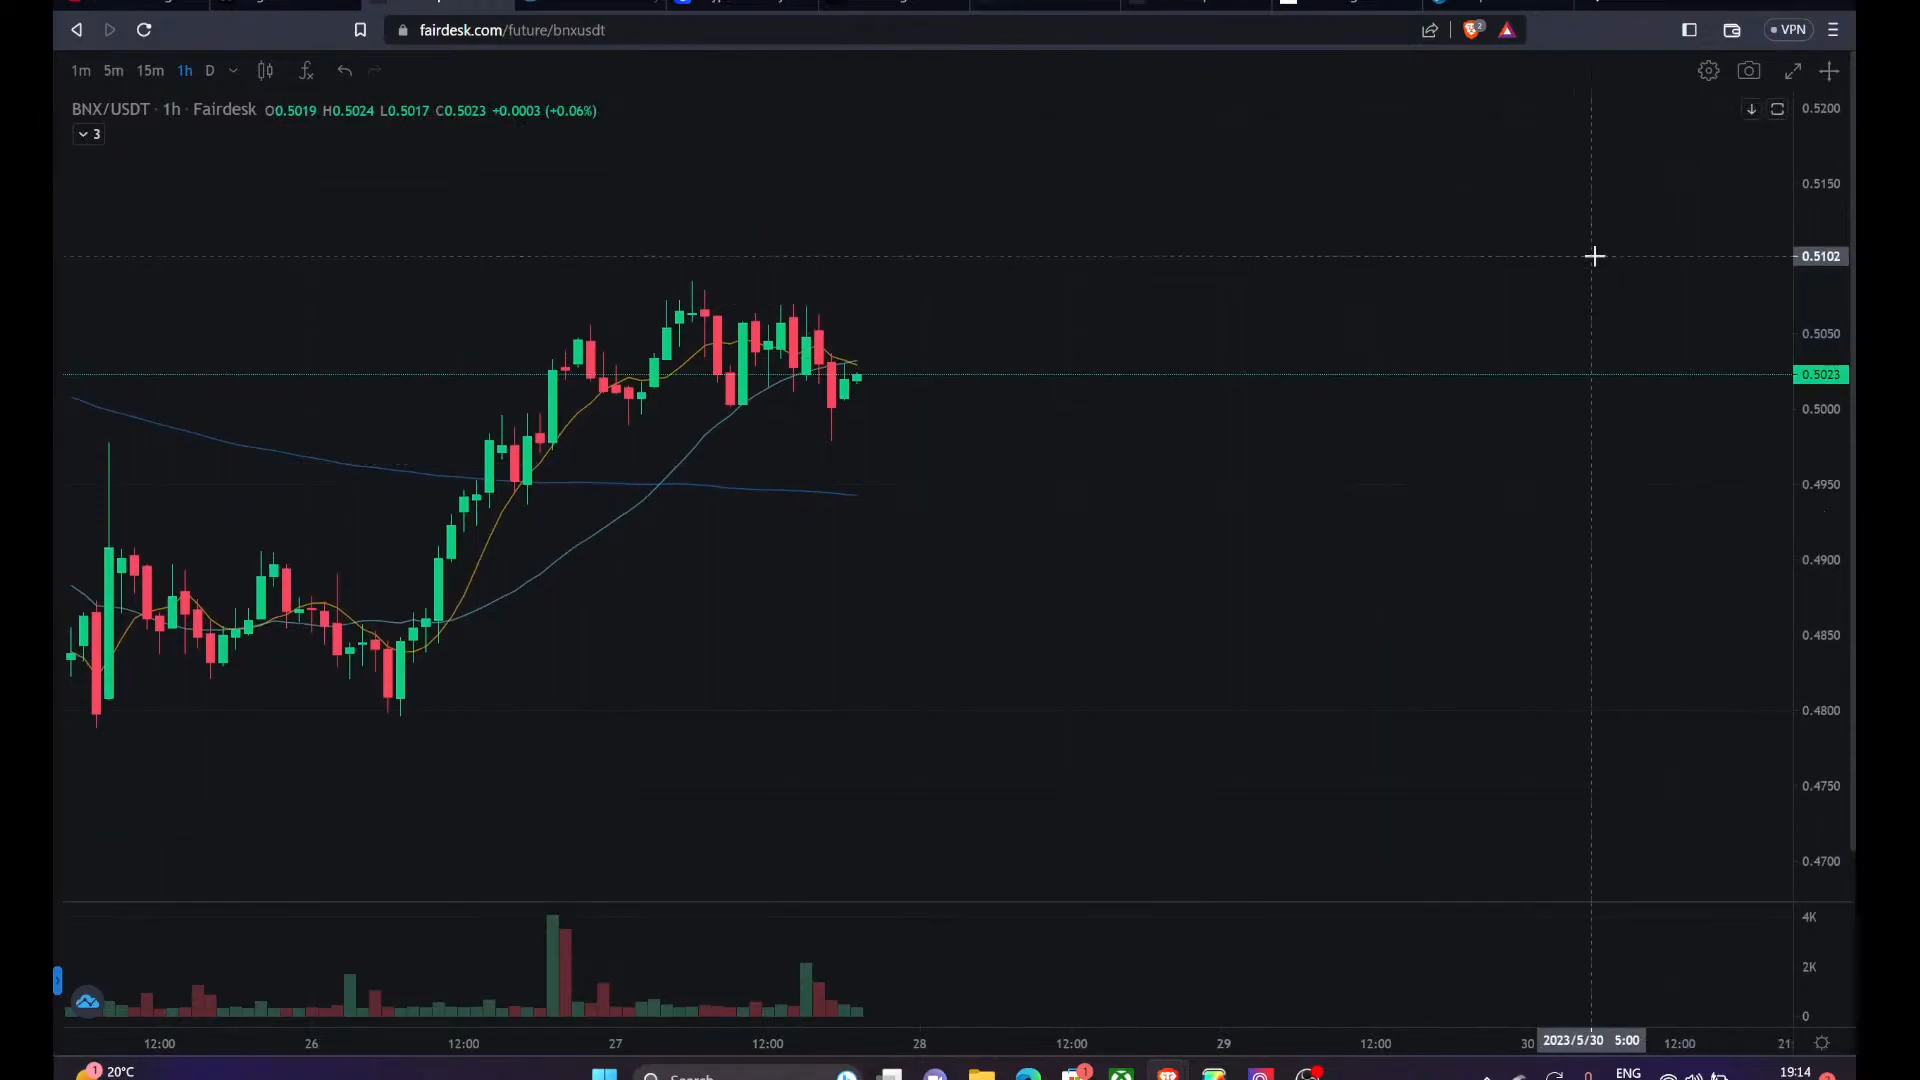 fairdesk.com/future/bnxusdt
2
VPN
1m 5m 15m 1h D
BNX/USDT · 1h · Fairdesk O0.5019 H0.5024 L0.5017 C0.5023 +0.0003 (+0.06%)
3
0.5200
0.5150
0.5102
0.5050
0.5023
0.5000
0.4950
0.4900
0.4850
0.4800
0.4750
0.4700
4K
2K
0
12:00 26 12:00 27 12:00 28 12:00 29 12:00 30 2023/5/30 5:00 12:00 21:
1 20°C
Search
1
ENG
19:14